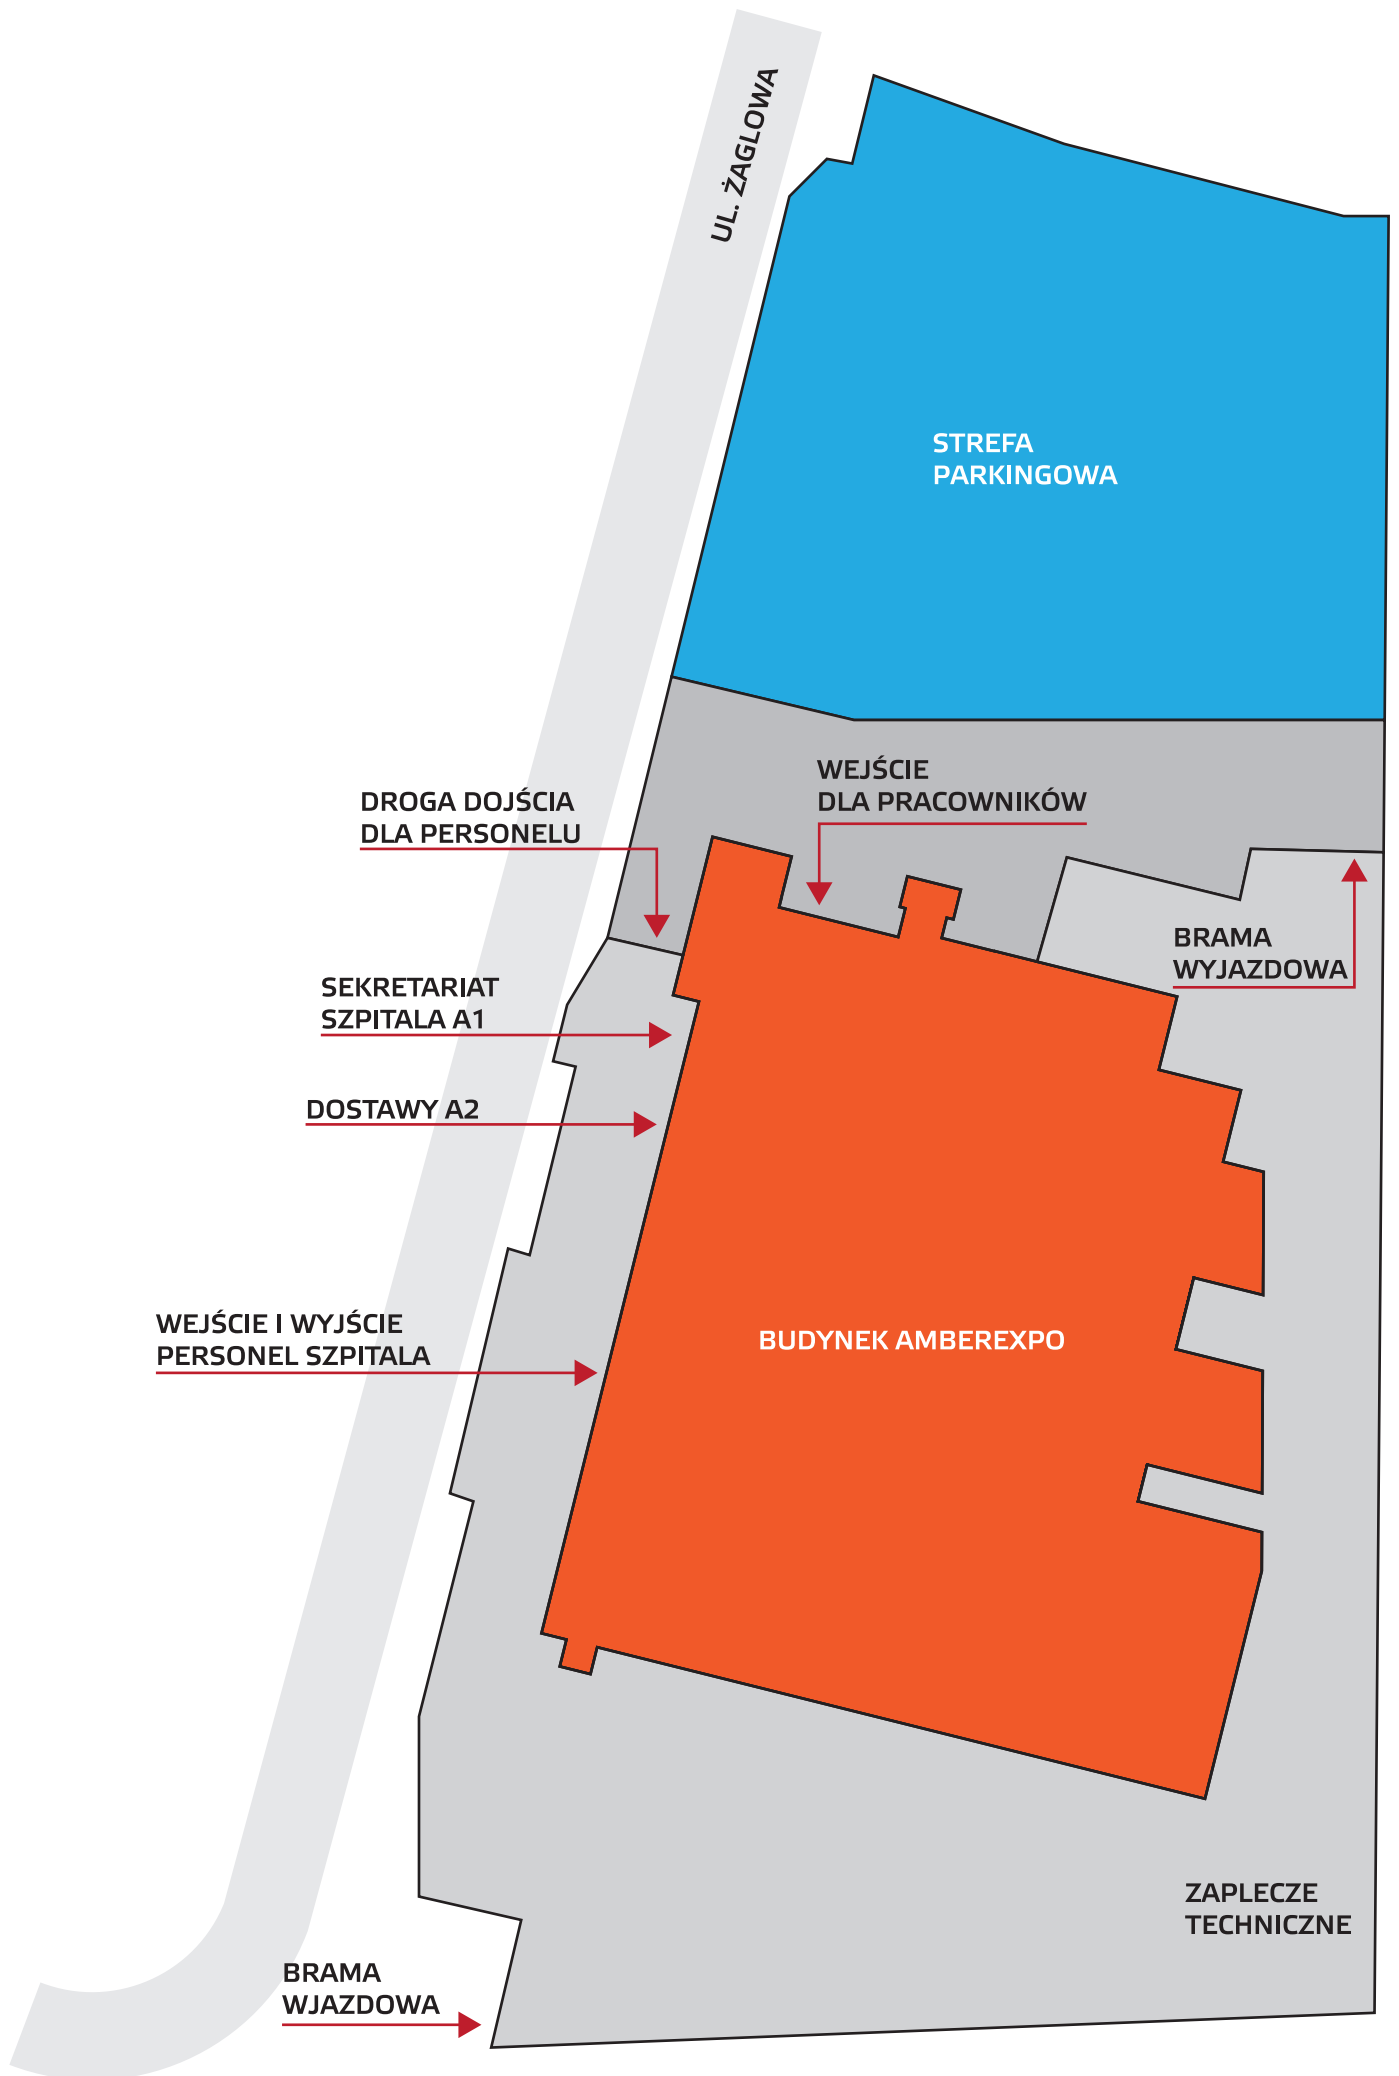 UL. ŻAGLOWA
STREFA
PARKINGOWA
WEJŚCIE
DLA PRACOWNIKÓW
DROGA DOJŚCIA
DLA PERSONELU
BRAMA
WYJAZDOWA
SEKRETARIAT
SZPITALA A1
DOSTAWY A2
WEJŚCIE I WYJŚCIE
PERSONEL SZPITALA
BUDYNEK AMBEREXPO
ZAPLECZE
TECHNICZNE
BRAMA
WJAZDOWA